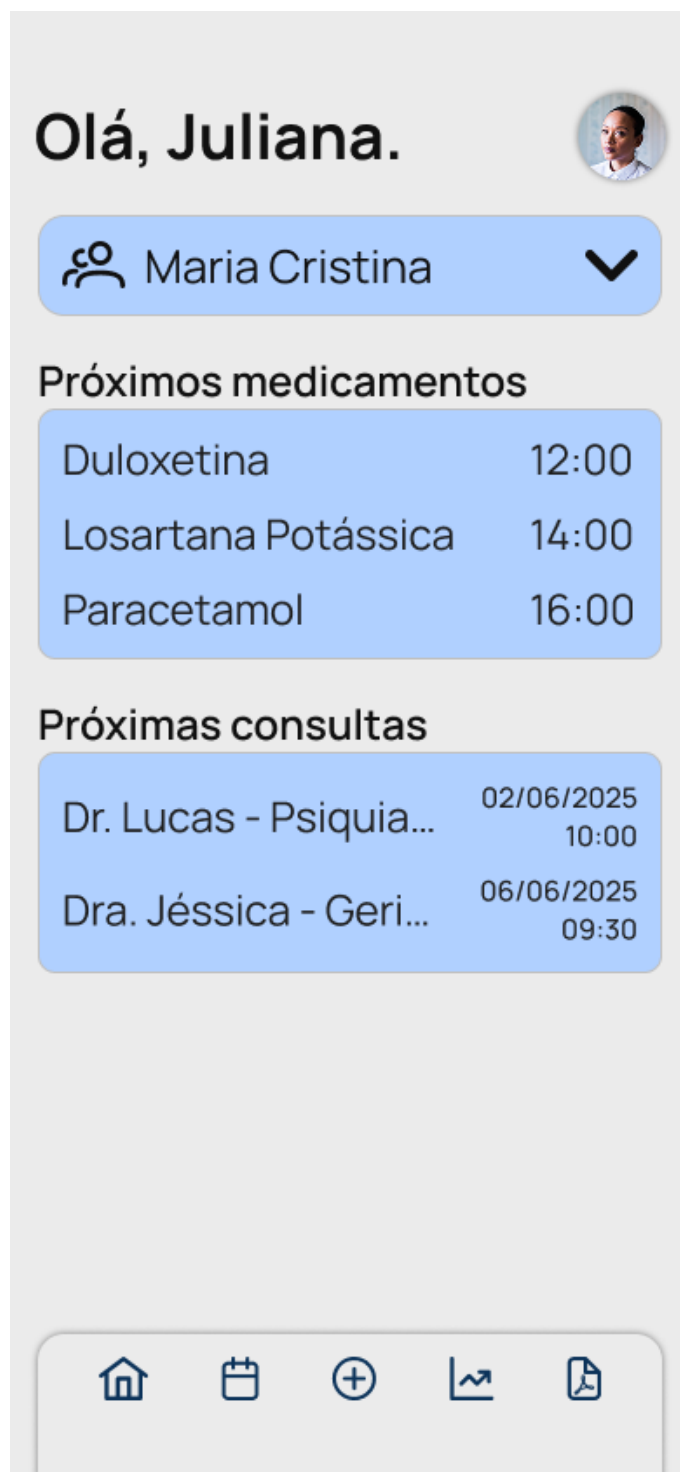 Olá, Juliana.
Maria Cristina
Próximos medicamentos
Duloxetina 12:00
Losartana Potássica 14:00
Paracetamol 16:00
Próximas consultas
Dr. Lucas - Psiquia... 02/06/2025
10:00
Dra. Jéssica - Geri... 06/06/2025
09:30